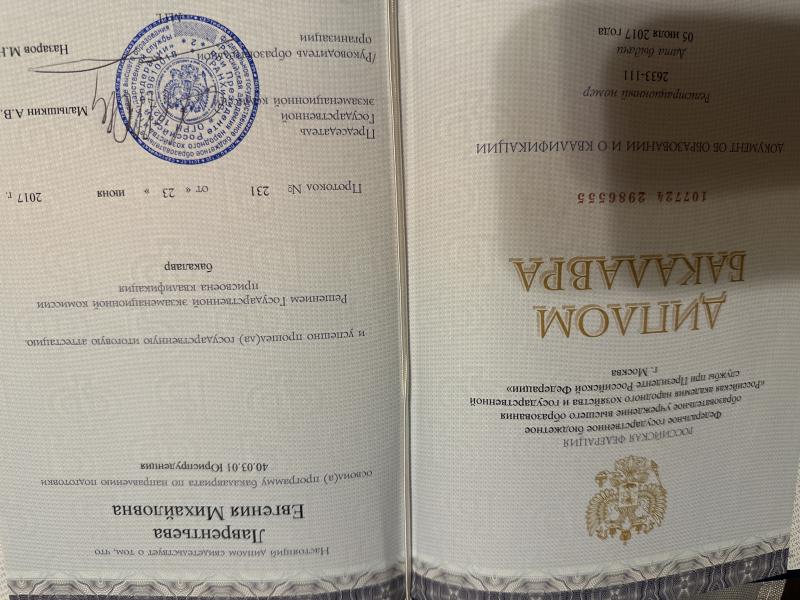 РОССИЙСКАЯ ФЕДЕРАЦИЯ
Федеральное государственное бюджетное
образовательное учреждение высшего образования
«Российская академия народного хозяйства и государственной
службы при Президенте Российской Федерации»
г. Москва
ДИПЛОМ
БАКАЛАВРА
107724 2986555
ДОКУМЕНТ ОБ ОБРАЗОВАНИИ И О КВАЛИФИКАЦИИ
Регистрационный номер
2633-111
Дата выдачи
05 июля 2017 года
Настоящий диплом свидетельствует о том, что
Лаврентьева
Евгения Михайловна
освоил(а) программу бакалавриата по направлению подготовки
40.03.01 Юриспруденция
и успешно прошел(ла) государственную итоговую аттестацию.
Решением Государственной экзаменационной комиссии
присвоена квалификация
бакалавр
Протокол № 231 от « 23 » июня 2017 г.
Председатель
Государственной
экзаменационной Малышкин А.В.
/Руководитель образовательной
организации Назаров М.Н
М.П.